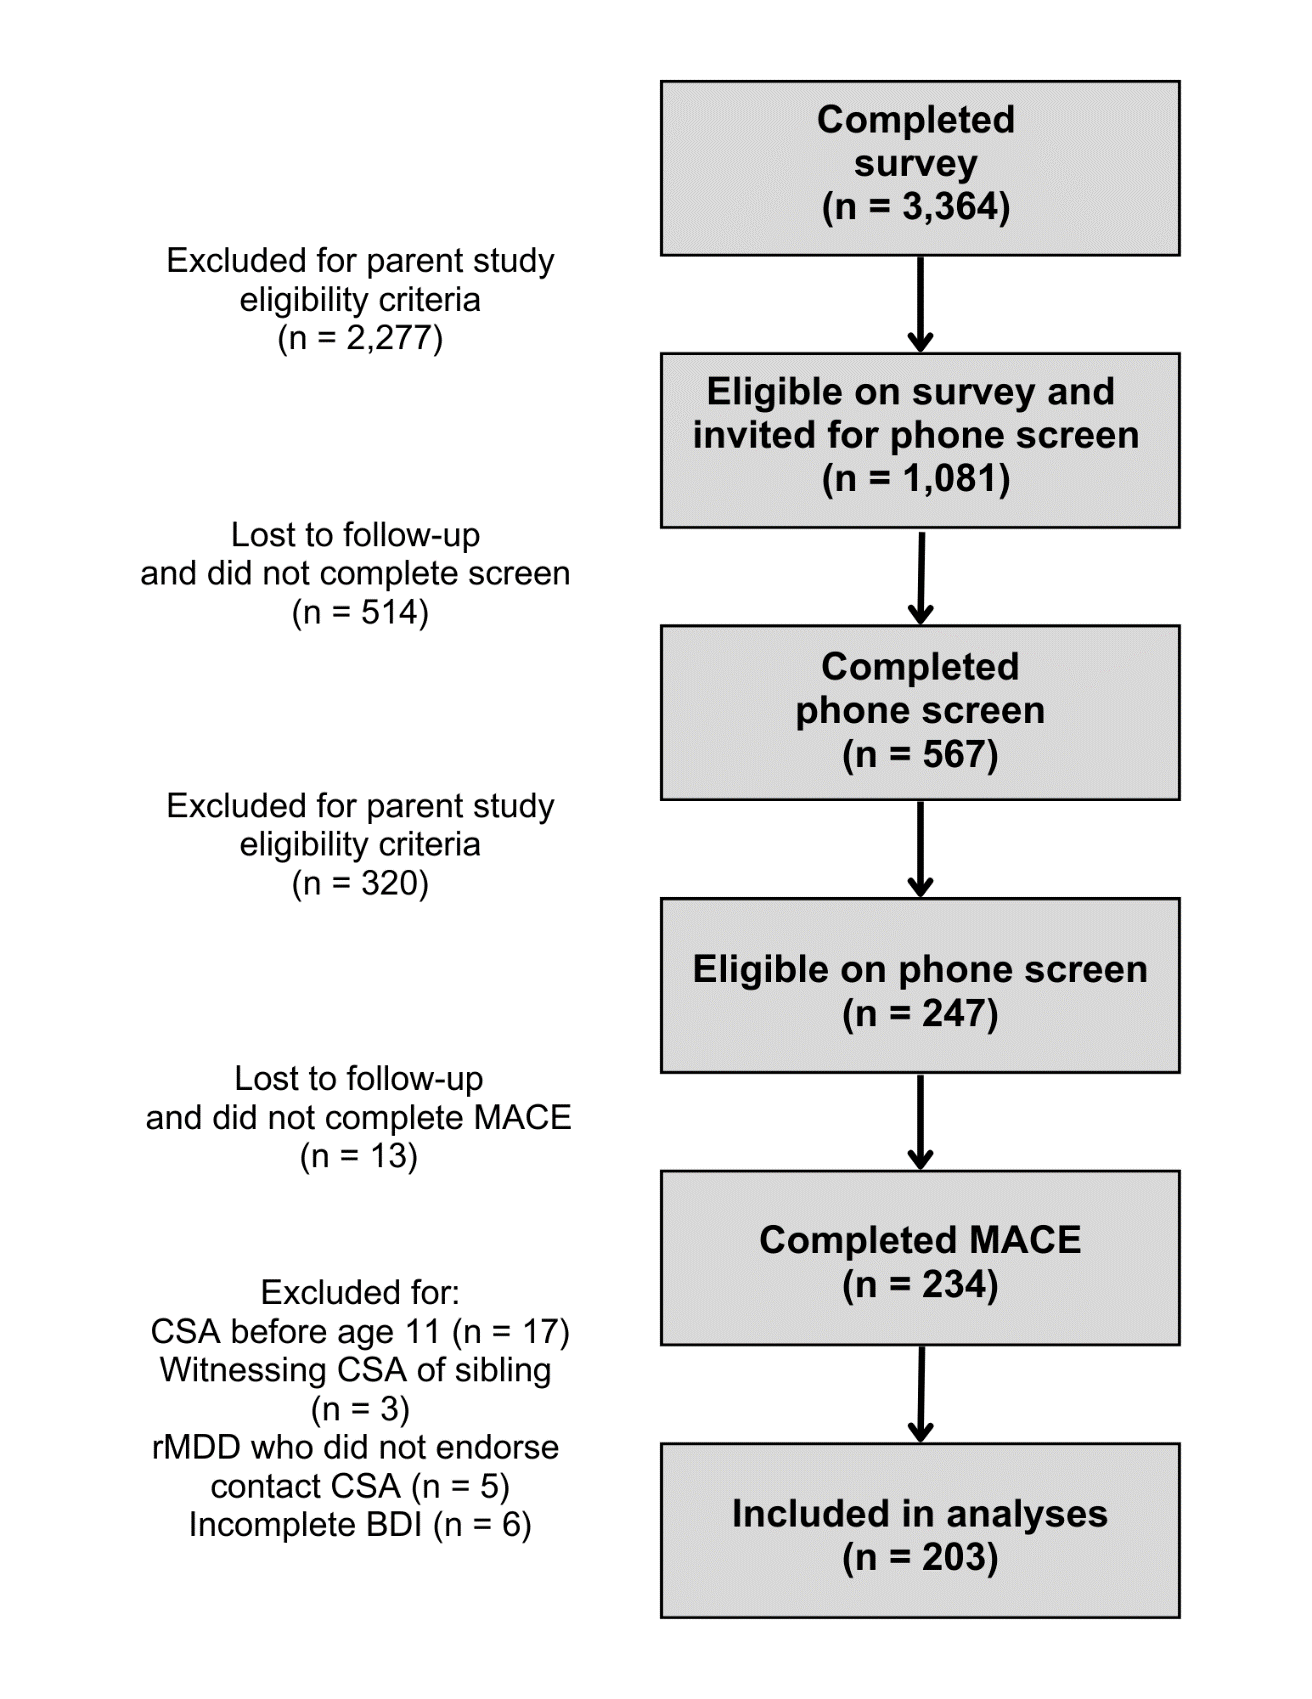 Completed
survey
(n = 3,364)
Excluded for parent study
eligibility criteria
(n = 2,277)
Eligible on survey and
invited for phone screen
(n = 1,081)
Lost to follow-up
and did not complete screen
(n = 514)
Completed
phone screen
(n = 567)
Excluded for parent study
eligibility criteria
(n = 320)
Eligible on phone screen
(n = 247)
Lost to follow-up
and did not complete MACE
(n = 13)
Completed MACE
(n = 234)
Excluded for:
CSA before age 11 (n = 17)
Witnessing CSA of sibling
(n = 3)
rMDD who did not endorse
contact CSA (n = 5)
Incomplete BDI (n = 6)
Included in analyses
(n = 203)